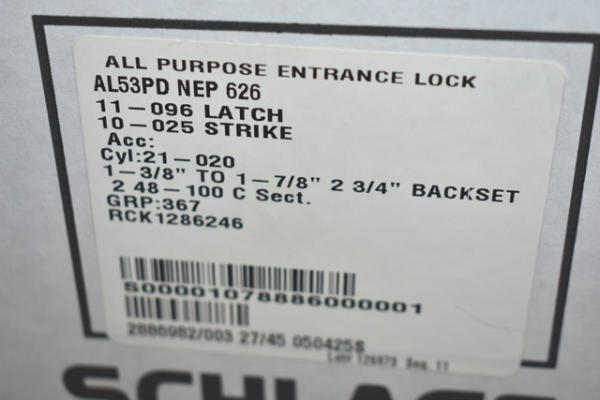 ALL PURPOSE ENTRANCE LOCK
AL53PD NEP 626
11-096 LATCH
10-025 STRIKE
Acc:
Cyl:21-020
1-3/8" TO 1-7/8" 2 3/4" BACKSET
2 48-100 C Sect.
GRP:367
RCK1286246
S00001078886000001
2886982/003 27/45 050425S
SCHLAGE